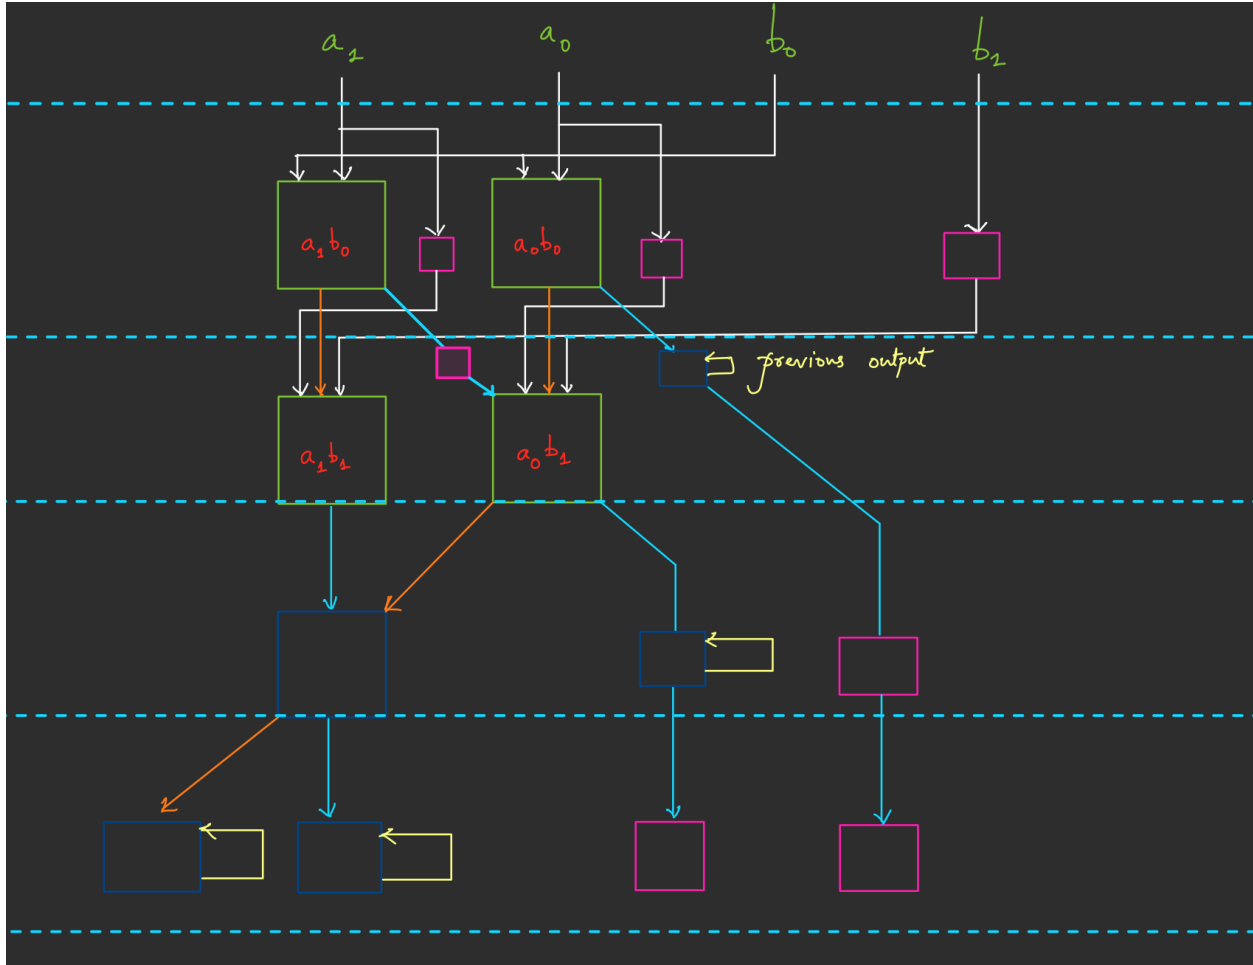 a₁ a₀ b₀ b₁
a₁b₀ a₀b₀
previous output
a₁b₁ a₀b₁